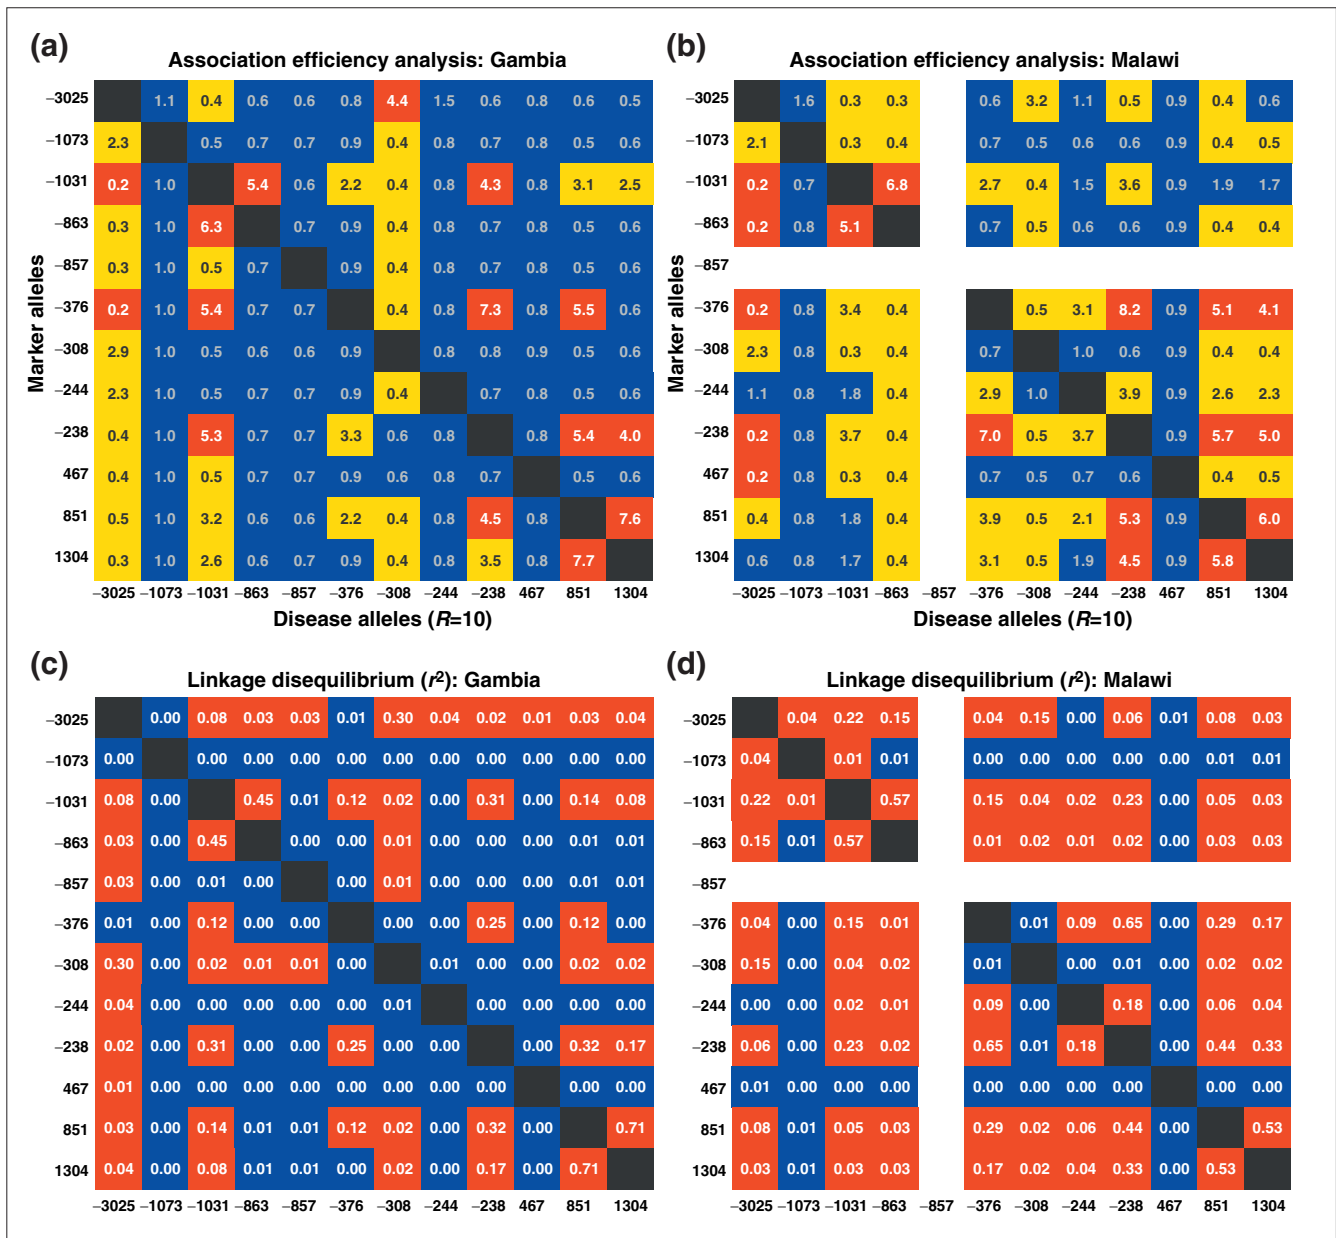 (a)
Association efficiency analysis: Gambia
Marker alleles
−3025 1.1 0.4 0.6 0.6 0.8 4.4 1.5 0.6 0.8 0.6 0.5
−1073 2.3 0.5 0.7 0.7 0.9 0.4 0.8 0.7 0.8 0.5 0.6
−1031 0.2 1.0 5.4 0.6 2.2 0.4 0.8 4.3 0.8 3.1 2.5
−863 0.3 1.0 6.3 0.7 0.9 0.4 0.8 0.7 0.8 0.5 0.6
−857 0.3 1.0 0.5 0.7 0.9 0.4 0.8 0.7 0.8 0.5 0.6
−376 0.2 1.0 5.4 0.7 0.7 0.4 0.8 7.3 0.8 5.5 0.6
−308 2.9 1.0 0.5 0.6 0.6 0.9 0.8 0.8 0.9 0.5 0.6
−244 2.3 1.0 0.5 0.7 0.7 0.9 0.4 0.7 0.8 0.5 0.6
−238 0.4 1.0 5.3 0.7 0.7 3.3 0.6 0.8 0.8 5.4 4.0
467 0.4 1.0 0.5 0.7 0.7 0.9 0.6 0.8 0.7 0.5 0.6
851 0.5 1.0 3.2 0.6 0.6 2.2 0.4 0.8 4.5 0.8 7.6
1304 0.3 1.0 2.6 0.7 0.7 0.9 0.4 0.8 3.5 0.8 7.7
−3025 −1073 −1031 −863 −857 −376 −308 −244 −238 467 851 1304
Disease alleles (R=10)
(b)
Association efficiency analysis: Malawi
Marker alleles
−3025 1.6 0.3 0.3 0.6 3.2 1.1 0.5 0.9 0.4 0.6
−1073 2.1 0.3 0.4 0.7 0.5 0.6 0.6 0.9 0.4 0.5
−1031 0.2 0.7 6.8 2.7 0.4 1.5 3.6 0.9 1.9 1.7
−863 0.2 0.8 5.1 0.7 0.5 0.6 0.6 0.9 0.4 0.4
−857
−376 0.2 0.8 3.4 0.4 0.5 3.1 8.2 0.9 5.1 4.1
−308 2.3 0.8 0.3 0.4 0.7 1.0 0.6 0.9 0.4 0.4
−244 1.1 0.8 1.8 0.4 2.9 1.0 3.9 0.9 2.6 2.3
−238 0.2 0.8 3.7 0.4 7.0 0.5 3.7 0.9 5.7 5.0
467 0.2 0.8 0.3 0.4 0.7 0.5 0.7 0.6 0.4 0.5
851 0.4 0.8 1.8 0.4 3.9 0.5 2.1 5.3 0.9 6.0
1304 0.6 0.8 1.7 0.4 3.1 0.5 1.9 4.5 0.9 5.8
−3025 −1073 −1031 −863 −857 −376 −308 −244 −238 467 851 1304
Disease alleles (R=10)
(c)
Linkage disequilibrium (r²): Gambia
−3025 0.00 0.08 0.03 0.03 0.01 0.30 0.04 0.02 0.01 0.03 0.04
−1073 0.00 0.00 0.00 0.00 0.00 0.00 0.00 0.00 0.00 0.00 0.00
−1031 0.08 0.00 0.45 0.01 0.12 0.02 0.00 0.31 0.00 0.14 0.08
−863 0.03 0.00 0.45 0.00 0.00 0.01 0.00 0.00 0.00 0.01 0.01
−857 0.03 0.00 0.01 0.00 0.00 0.01 0.00 0.00 0.00 0.01 0.01
−376 0.01 0.00 0.12 0.00 0.00 0.00 0.00 0.25 0.00 0.12 0.00
−308 0.30 0.00 0.02 0.01 0.01 0.00 0.01 0.00 0.00 0.02 0.02
−244 0.04 0.00 0.00 0.00 0.00 0.00 0.01 0.00 0.00 0.00 0.00
−238 0.02 0.00 0.31 0.00 0.00 0.25 0.00 0.00 0.00 0.32 0.17
467 0.01 0.00 0.00 0.00 0.00 0.00 0.00 0.00 0.00 0.00 0.00
851 0.03 0.00 0.14 0.01 0.01 0.12 0.02 0.00 0.32 0.00 0.71
1304 0.04 0.00 0.08 0.01 0.01 0.00 0.02 0.00 0.17 0.00 0.71
−3025 −1073 −1031 −863 −857 −376 −308 −244 −238 467 851 1304
(d)
Linkage disequilibrium (r²): Malawi
−3025 0.04 0.22 0.15 0.04 0.15 0.00 0.06 0.01 0.08 0.03
−1073 0.04 0.01 0.01 0.00 0.00 0.00 0.00 0.00 0.01 0.01
−1031 0.22 0.01 0.57 0.15 0.04 0.02 0.23 0.00 0.05 0.03
−863 0.15 0.01 0.57 0.01 0.02 0.01 0.02 0.00 0.03 0.03
−857
−376 0.04 0.00 0.15 0.01 0.01 0.09 0.65 0.00 0.29 0.17
−308 0.15 0.00 0.04 0.02 0.01 0.00 0.01 0.00 0.02 0.02
−244 0.00 0.00 0.02 0.01 0.09 0.00 0.18 0.00 0.06 0.04
−238 0.06 0.00 0.23 0.02 0.65 0.01 0.18 0.00 0.44 0.33
467 0.01 0.00 0.00 0.00 0.00 0.00 0.00 0.00 0.00 0.00
851 0.08 0.01 0.05 0.03 0.29 0.02 0.06 0.44 0.00 0.53
1304 0.03 0.01 0.03 0.03 0.17 0.02 0.04 0.33 0.00 0.53
−3025 −1073 −1031 −863 −857 −376 −308 −244 −238 467 851 1304